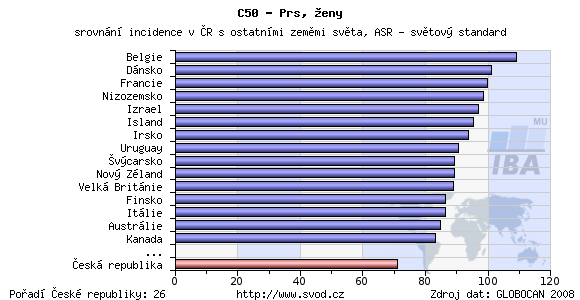 C50 - Prs, ženy
srovnání incidence v ČR s ostatními zeměmi světa, ASR - světový standard
Belgie
Dánsko
Francie
Nizozemsko
Izrael
Island
Irsko
Uruguay
Švýcarsko
Nový Zéland
Velká Británie
Finsko
Itálie
Austrálie
Kanada
...
Česká republika
MU
IBA
0 20 40 60 80 100 120
Pořadí České republiky: 26 http://www.svod.cz Zdroj dat: GLOBOCAN 2008